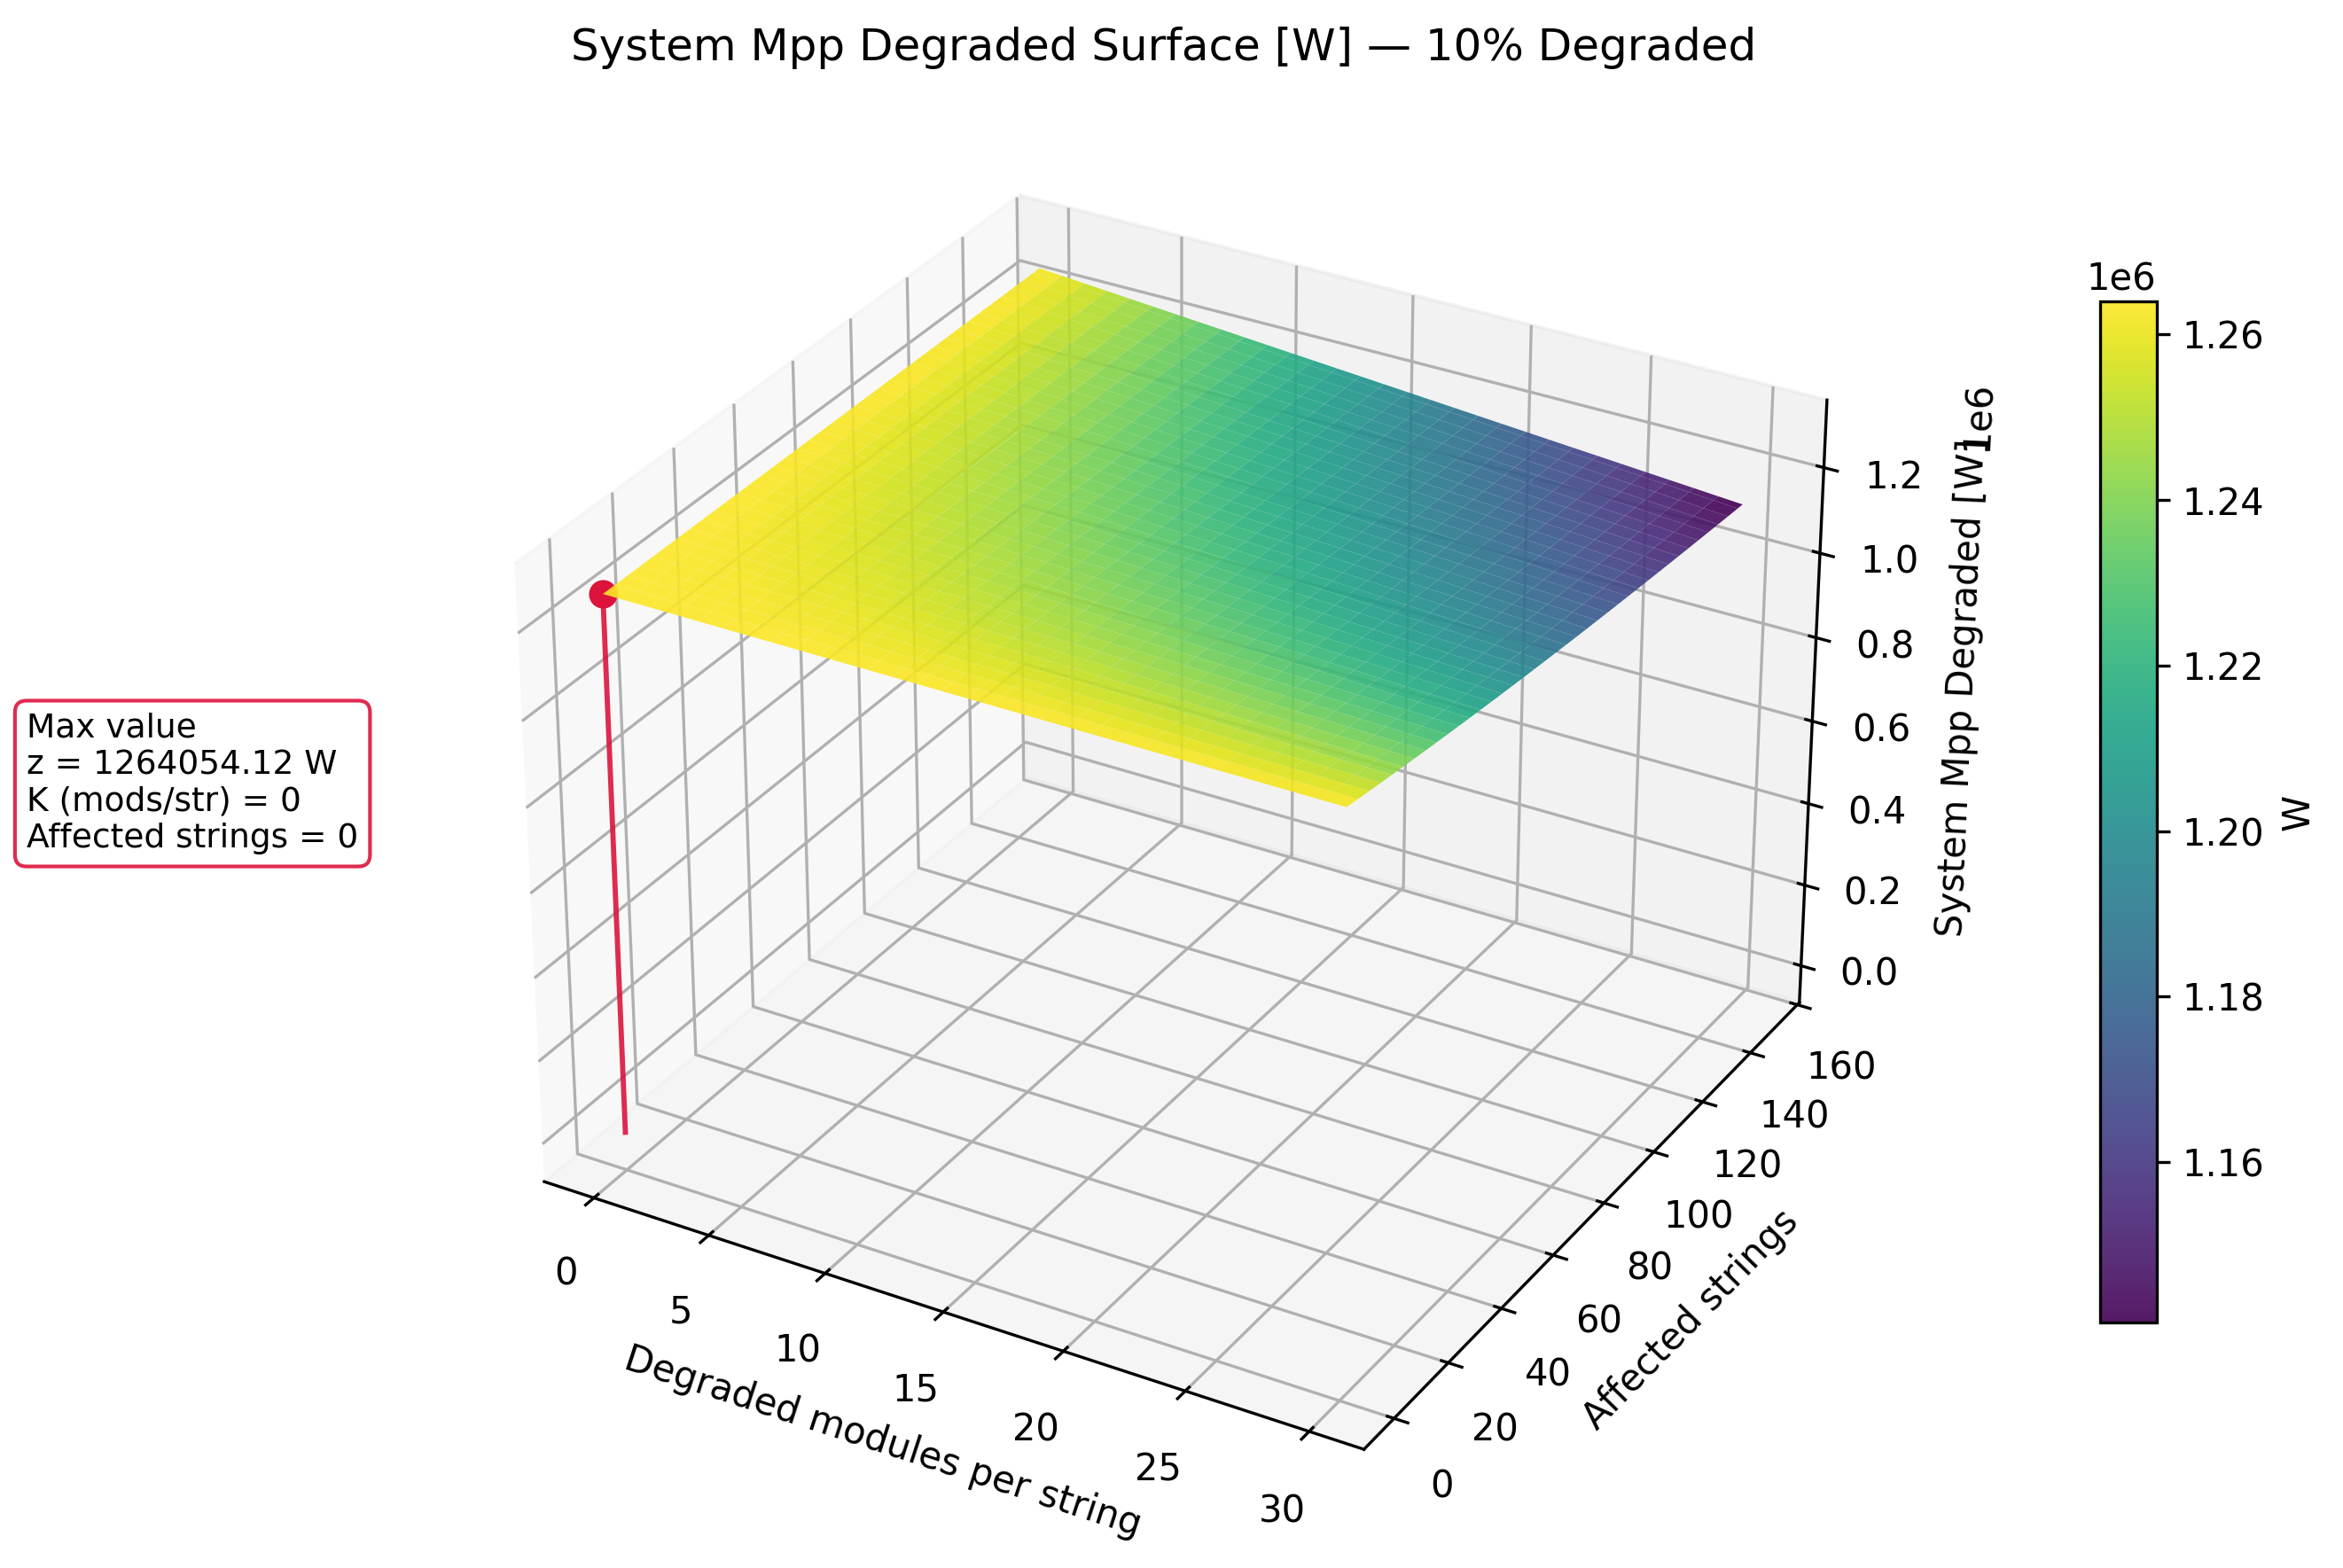 System Mpp Degraded Surface [W] — 10% Degraded
Max value
z = 1264054.12 W
K (mods/str) = 0
Affected strings = 0
0
5
10
15
20
25
30
Degraded modules per string
0
20
40
60
80
100
120
140
160
Affected strings
0.0
0.2
0.4
0.6
0.8
1.0
1.2
1e6
System Mpp Degraded [W]
1e6
1.26
1.24
1.22
1.20
1.18
1.16
W